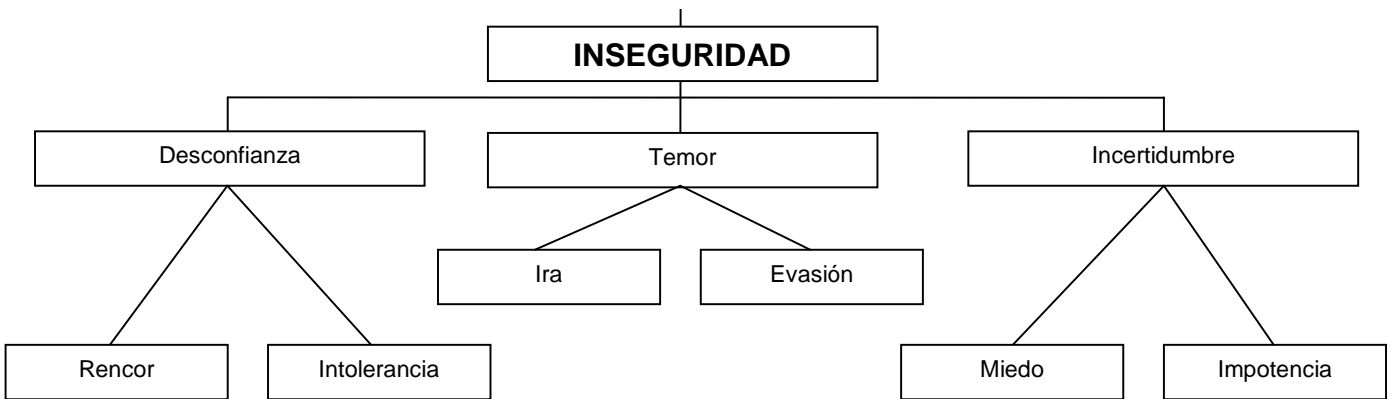 INSEGURIDAD
Desconfianza
Temor
Incertidumbre
Ira
Evasión
Rencor
Intolerancia
Miedo
Impotencia